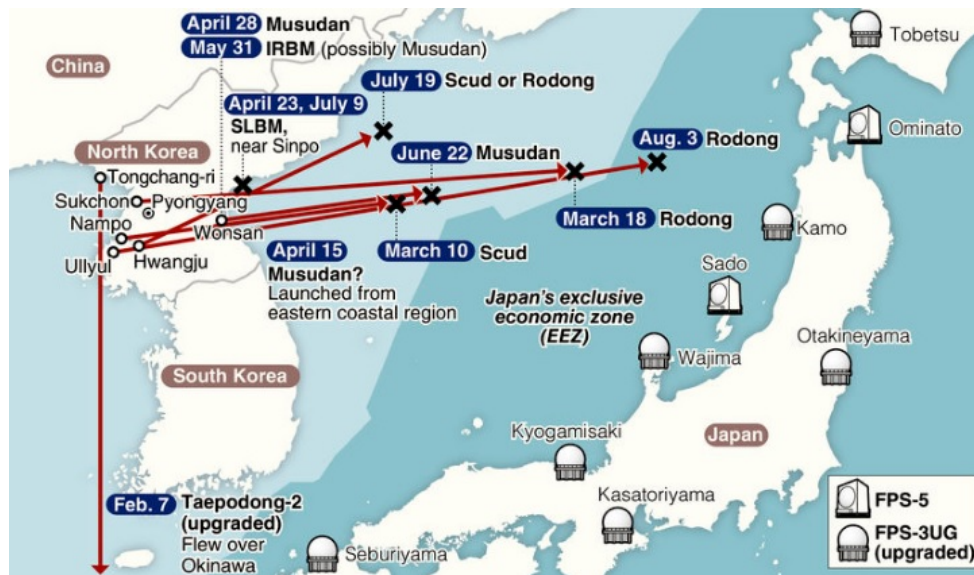 April 28 Musudan
May 31 IRBM (possibly Musudan)
China
July 19 Scud or Rodong
April 23, July 9
SLBM,
near Sinpo
North Korea
June 22 Musudan
Aug. 3 Rodong
Tongchang-ri
Sukchon
Pyongyang
Nampo
Wonsan
Ullyul
Hwangju
March 18 Rodong
March 10 Scud
April 15
Musudan?
Launched from
eastern coastal region
Japan's exclusive
economic zone
(EEZ)
South Korea
Feb. 7 Taepodong-2
(upgraded)
Flew over
Okinawa
Tobetsu
Ominato
Kamo
Sado
Otakineyama
Wajima
Kyogamisaki
Japan
Kasatoriyama
Seburiyama
FPS-5
FPS-3UG
(upgraded)